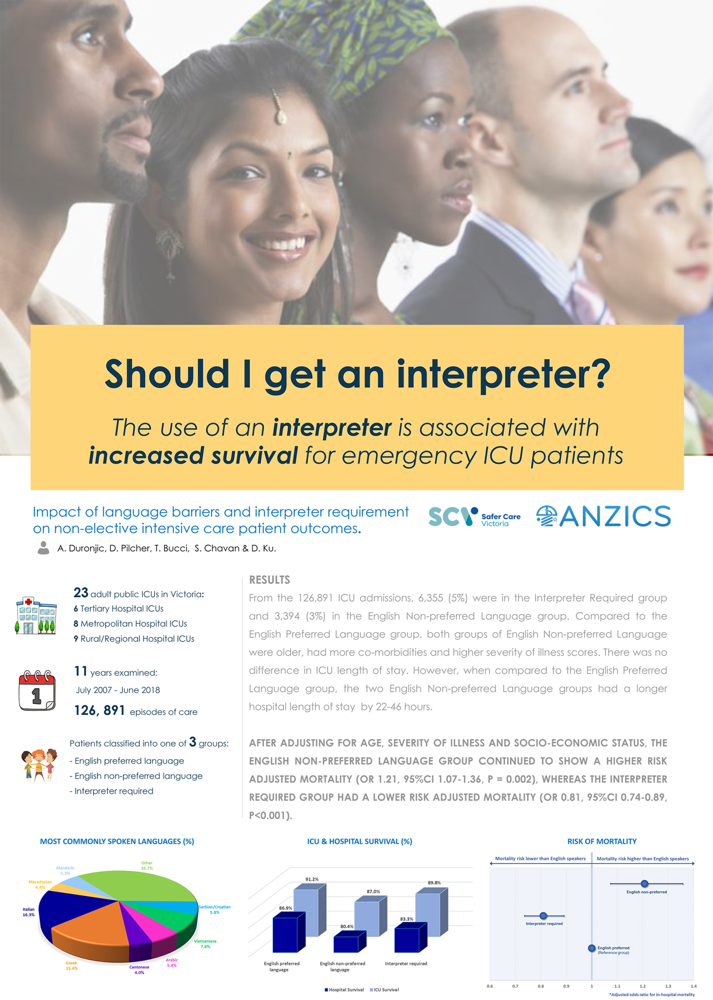 Should I get an interpreter?
The use of an interpreter is associated with
increased survival for emergency ICU patients
Impact of language barriers and interpreter requirement
on non-elective intensive care patient outcomes.
SCV Safer Care
Victoria
ANZICS
A. Duronjic, D. Pilcher, T. Bucci, S. Chavan & D. Ku.
23 adult public ICUs in Victoria:
6 Tertiary Hospital ICUs
8 Metropolitan Hospital ICUs
9 Rural/Regional Hospital ICUs
1
11 years examined:
July 2007 - June 2018
126, 891 episodes of care
Patients classified into one of 3 groups:
- English preferred language
- English non-preferred language
- Interpreter required
RESULTS
From the 126,891 ICU admissions, 6,355 (5%) were in the Interpreter Required group
and 3,394 (3%) in the English Non-preferred Language group. Compared to the
English Preferred Language group, both groups of English Non-preferred Language
were older, had more co-morbidities and higher severity of illness scores. There was no
difference in ICU length of stay. However, when compared to the English Preferred
Language group, the two English Non-preferred Language groups had a longer
hospital length of stay by 22-46 hours.
AFTER ADJUSTING FOR AGE, SEVERITY OF ILLNESS AND SOCIO-ECONOMIC STATUS, THE
ENGLISH NON-PREFERRED LANGUAGE GROUP CONTINUED TO SHOW A HIGHER RISK
ADJUSTED MORTALITY (OR 1.21, 95%CI 1.07-1.36, P = 0.002), WHEREAS THE INTERPRETER
REQUIRED GROUP HAD A LOWER RISK ADJUSTED MORTALITY (OR 0.81, 95%CI 0.74-0.89,
P<0.001).
MOST COMMONLY SPOKEN LANGUAGES (%)
Other
35.7%
Mandarin
5.3%
Macedonian
4.4%
Italian
16.3%
Greek
15.4%
Cantonese
4.0%
Arabic
5.4%
Vietnamese
7.8%
Serbian/Croatian
5.8%
ICU & HOSPITAL SURVIVAL (%)
91.2%
86.9%
87.0%
80.4%
89.8%
83.3%
English preferred
language
English non-preferred
language
Interpreter required
Hospital Survival
ICU Survival
RISK OF MORTALITY
Mortality risk lower than English speakers
Mortality risk higher than English speakers
English non-preferred
Interpreter required
English preferred
(Reference group)
0.6 0.7 0.8 0.9 1 1.1 1.2 1.3 1.4
*Adjusted odds ratio for in-hospital mortality